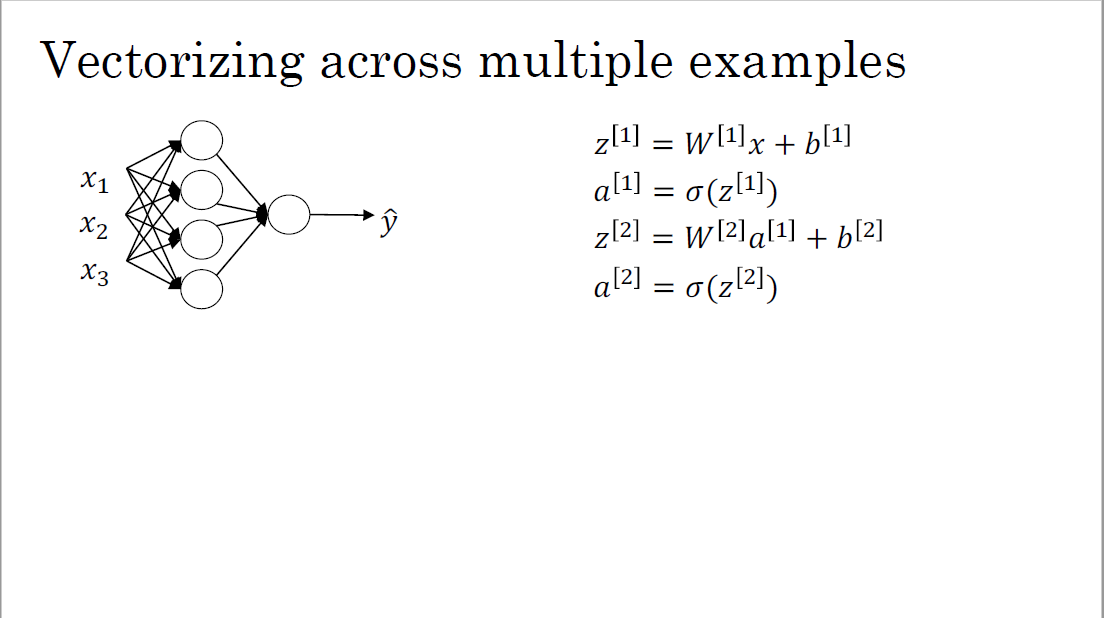 Vectorizing across multiple examples
x₁
x₂
x₃
ŷ
z[1] = W[1]x + b[1]
a[1] = σ(z[1])
z[2] = W[2]a[1] + b[2]
a[2] = σ(z[2])